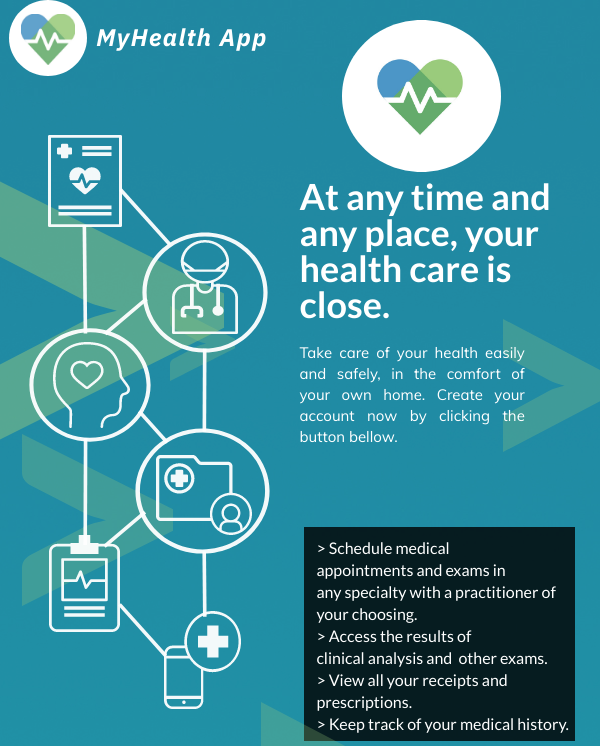 MyHealth App
At any time and
any place, your
health care is
close.
Take care of your health easily
and safely, in the comfort of
your own home. Create your
account now by clicking the
button bellow.
> Schedule medical
appointments and exams in
any specialty with a practitioner of
your choosing.
> Access the results of
clinical analysis and other exams.
> View all your receipts and
prescriptions.
> Keep track of your medical history.